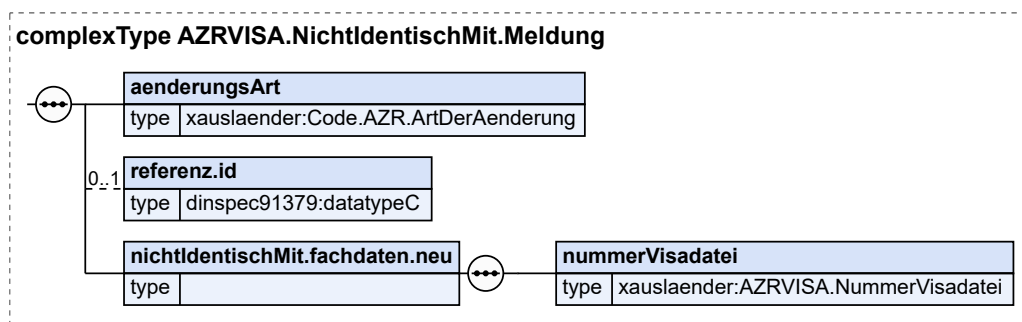 complexType AZRVISA.NichtIdentischMit.Meldung
aenderungsArt
type xauslaender:Code.AZR.ArtDerAenderung
0..1
referenz.id
type dinspec91379:datatypeC
nichtIdentischMit.fachdaten.neu
type
nummerVisadatei
type xauslaender:AZRVISA.NummerVisadatei